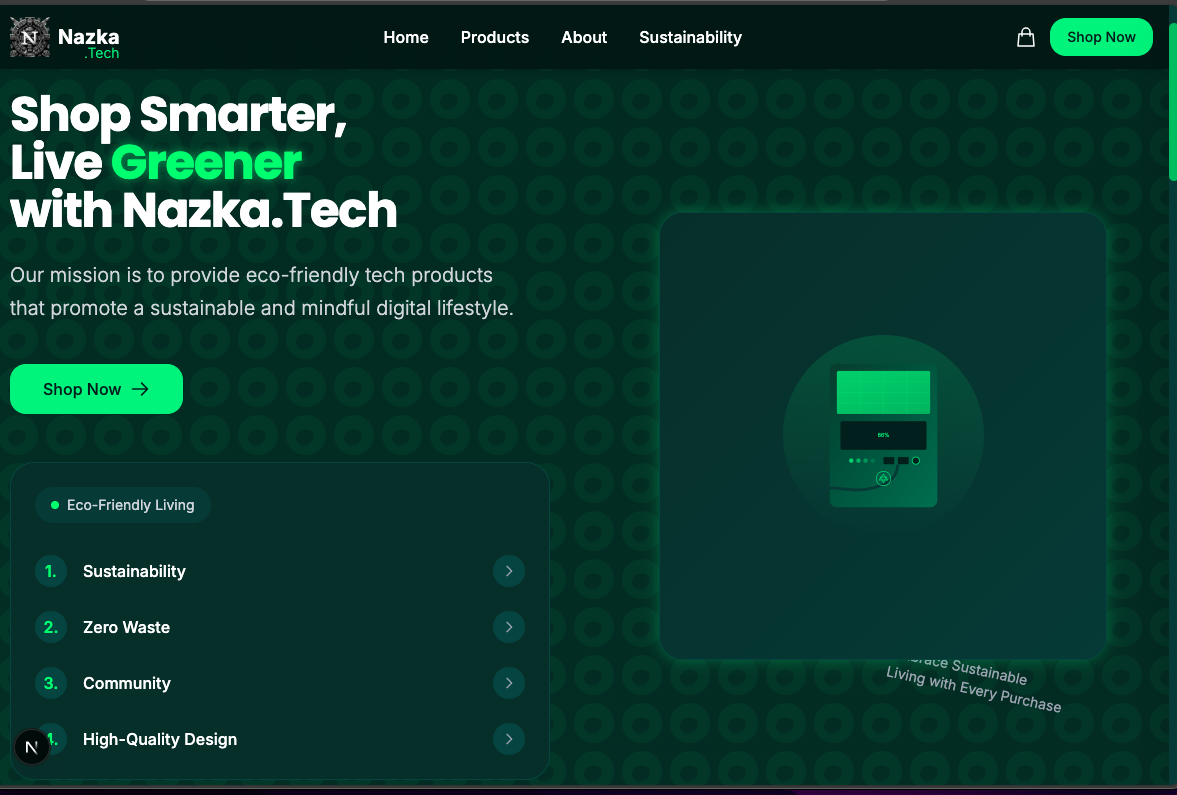 N
Nazka
.Tech
Home
Products
About
Sustainability
Shop Now
Shop Smarter,
Live Greener
with Nazka.Tech
Our mission is to provide eco-friendly tech products
that promote a sustainable and mindful digital lifestyle.
Shop Now
86%
Eco-Friendly Living
1. Sustainability
2. Zero Waste
3. Community
4. High-Quality Design
N
Sustainable
Living with Every Purchase